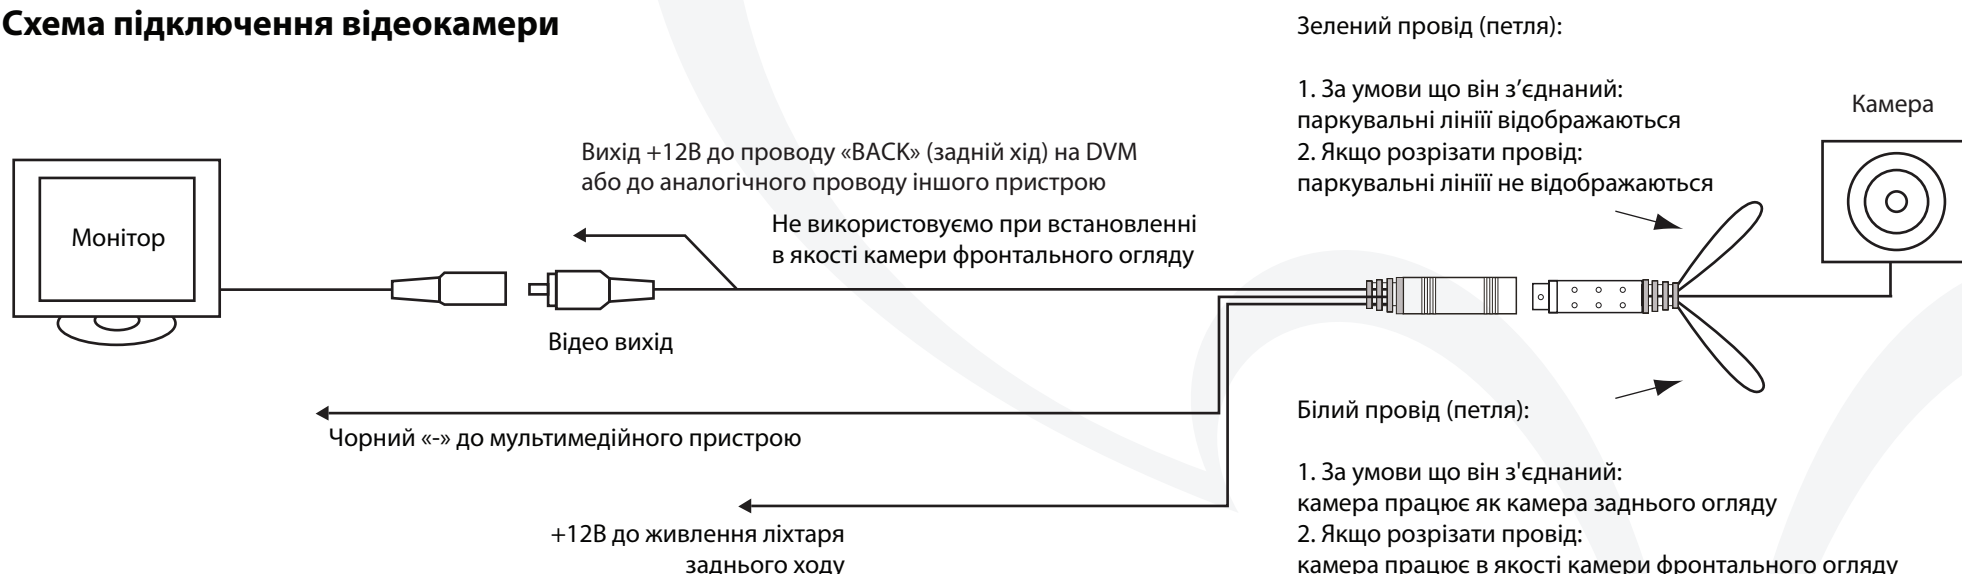 Схема підключення відеокамери
Зелений провід (петля):
1. За умови що він з’єднаний:
паркувальні лініїї відображаються
2. Якщо розрізати провід:
паркувальні лініїї не відображаються
Камера
Вихід +12В до проводу «BACK» (задній хід) на DVM
або до аналогічного проводу іншого пристрою
Не використовуємо при встановленні
в якості камери фронтального огляду
Монітор
Відео вихід
Чорний «-» до мультимедійного пристрою
+12В до живлення ліхтаря
заднього ходу
Білий провід (петля):
1. За умови що він з'єднаний:
камера працює як камера заднього огляду
2. Якщо розрізати провід:
камера працює в якості камери фронтального огляду